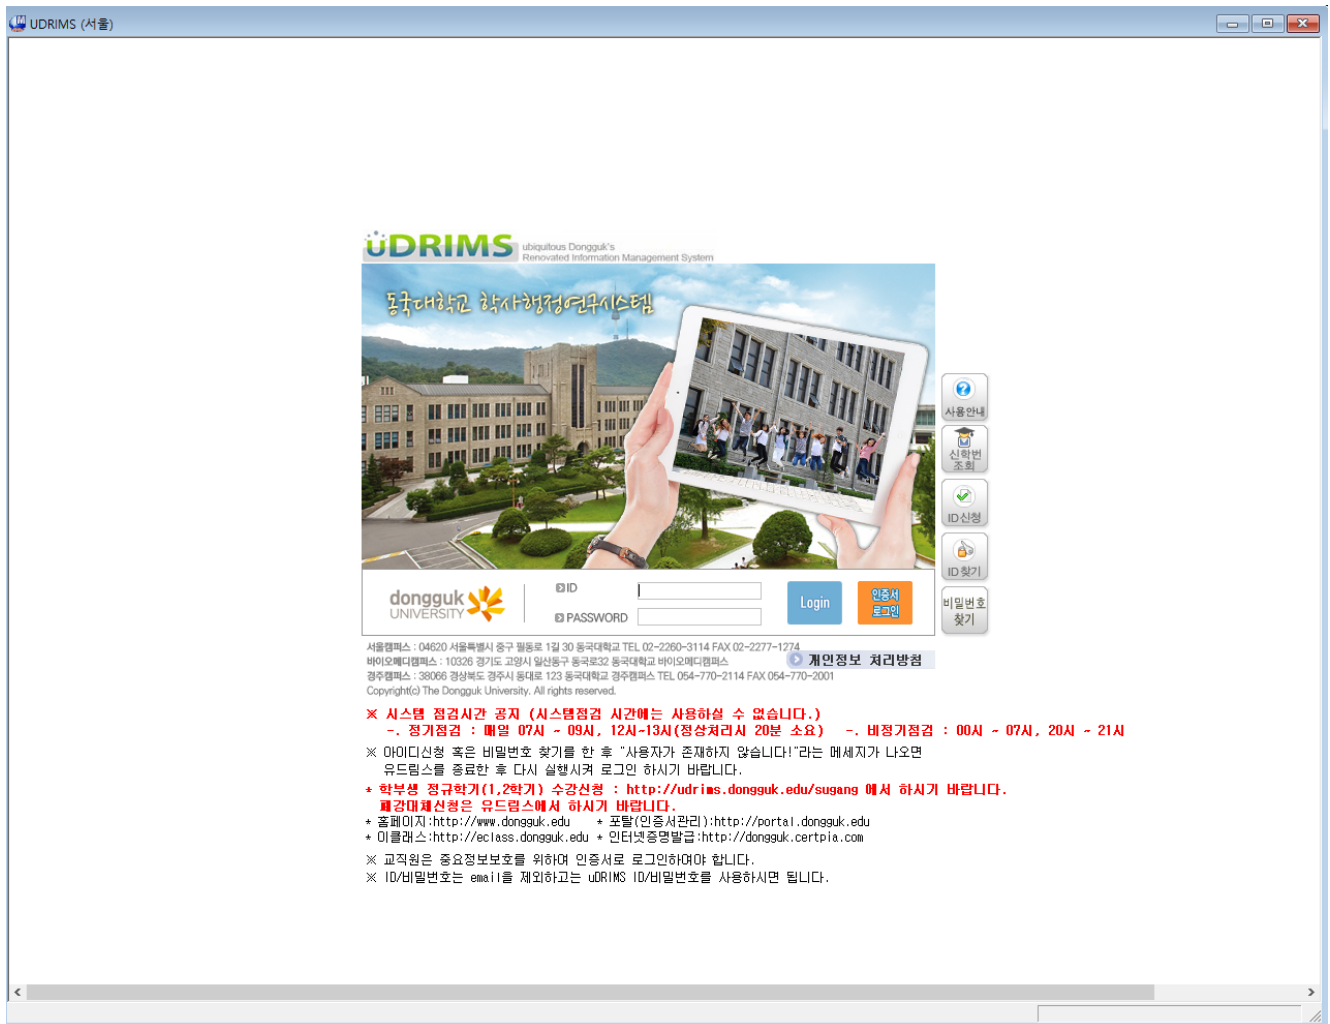 UDRIMS (서울)
uDRIMS ubiquitous Dongguk's
Renovated Information Management System
동국대학교 학사행정연구시스템
사용안내
신학번
조회
ID신청
ID찾기
비밀번호
찾기
dongguk
UNIVERSITY
ID
PASSWORD
Login
인증서
로그인
서울캠퍼스 : 04620 서울특별시 중구 필동로 1길 30 동국대학교 TEL 02-2260-3114 FAX 02-2277-1274
바이오메디캠퍼스 : 10326 경기도 고양시 일산동구 동국로32 동국대학교 바이오메디캠퍼스
개인정보 처리방침
경주캠퍼스 : 38066 경상북도 경주시 동대로 123 동국대학교 경주캠퍼스 TEL 054-770-2114 FAX 054-770-2001
Copyright(c) The Dongguk University. All rights reserved.
※ 시스템 점검시간 공지 (시스템점검 시간에는 사용하실 수 없습니다.)
-. 정기점검 : 매일 07시 ~ 09시, 12시~13시(정상처리시 20분 소요) -. 비정기점검 : 00시 ~ 07시, 20시 ~ 21시
※ 아이디신청 혹은 비밀번호 찾기를 한 후 "사용자가 존재하지 않습니다!"라는 메세지가 나오면
유드림스를 종료한 후 다시 실행시켜 로그인 하시기 바랍니다.
* 학부생 정규학기(1,2학기) 수강신청 : http://udrims.dongguk.edu/sugang 에서 하시기 바랍니다.
폐강대체신청은 유드림스에서 하시기 바랍니다.
* 홈페이지:http://www.dongguk.edu * 포탈(인증서관리):http://portal.dongguk.edu
* 이클래스:http://eclass.dongguk.edu * 인터넷증명발급:http://dongguk.certpia.com
※ 교직원은 중요정보보호를 위하여 인증서로 로그인하여야 합니다.
※ ID/비밀번호는 email을 제외하고는 uDRIMS ID/비밀번호를 사용하시면 됩니다.